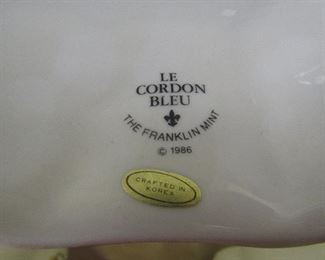 LE
CORDON
BLEU
THE FRANKLIN MINT
© 1986
CRAFTED IN
KOREA